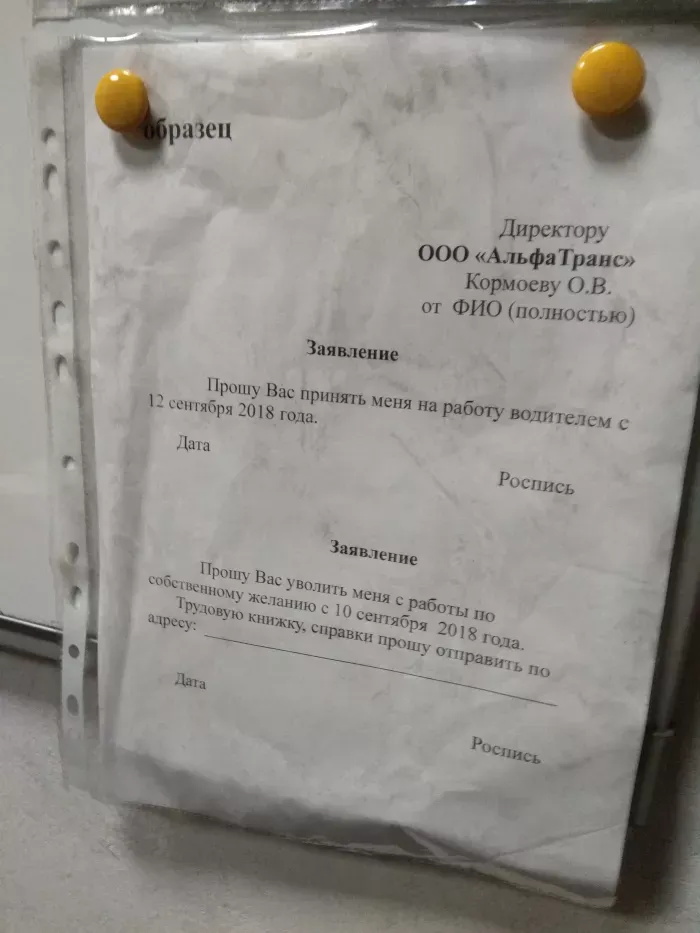 образец
Директору
ООО «АльфаТранс»
Кормоеву О.В.
от ФИО (полностью)
Заявление
Прошу Вас принять меня на работу водителем с
12 сентября 2018 года.
Дата
Роспись
Заявление
Прошу Вас уволить меня с работы по
собственному желанию с 10 сентября 2018 года.
Трудовую книжку, справки прошу отправить по
адресу:
Дата
Роспись